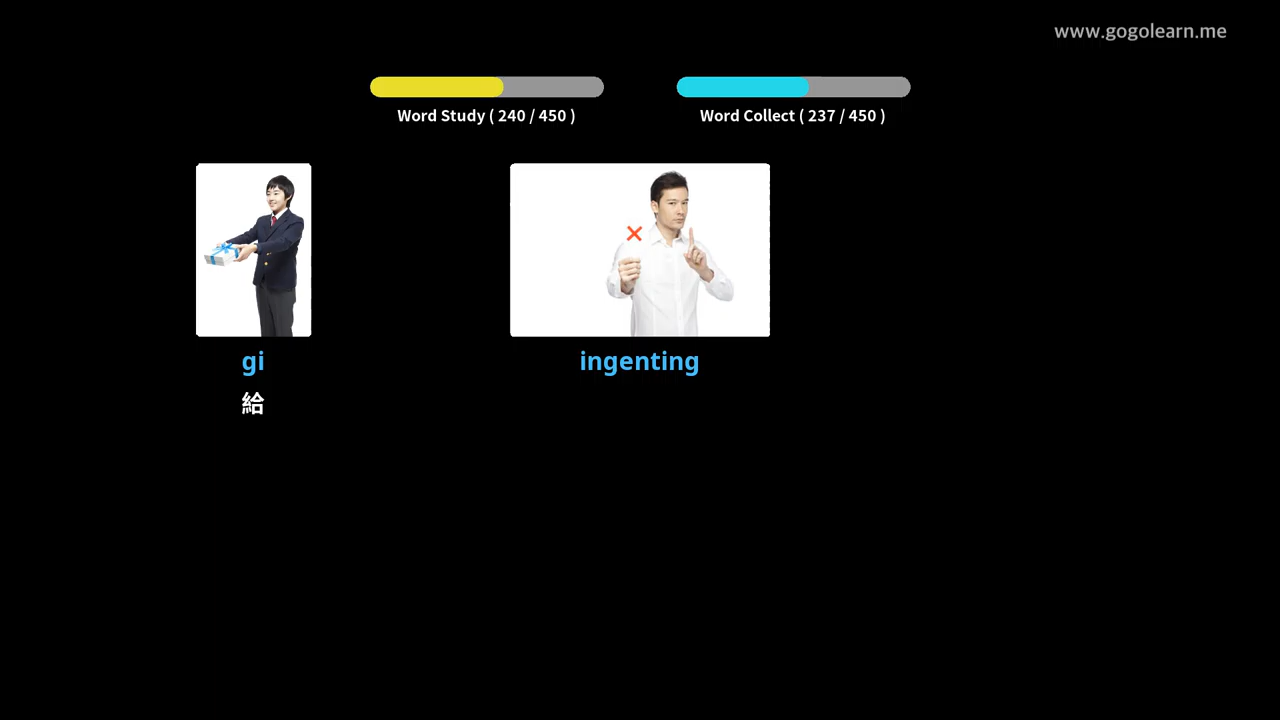 www.gogolearn.me
Word Study ( 240 / 450 )
Word Collect ( 237 / 450 )
gi
ingenting
給